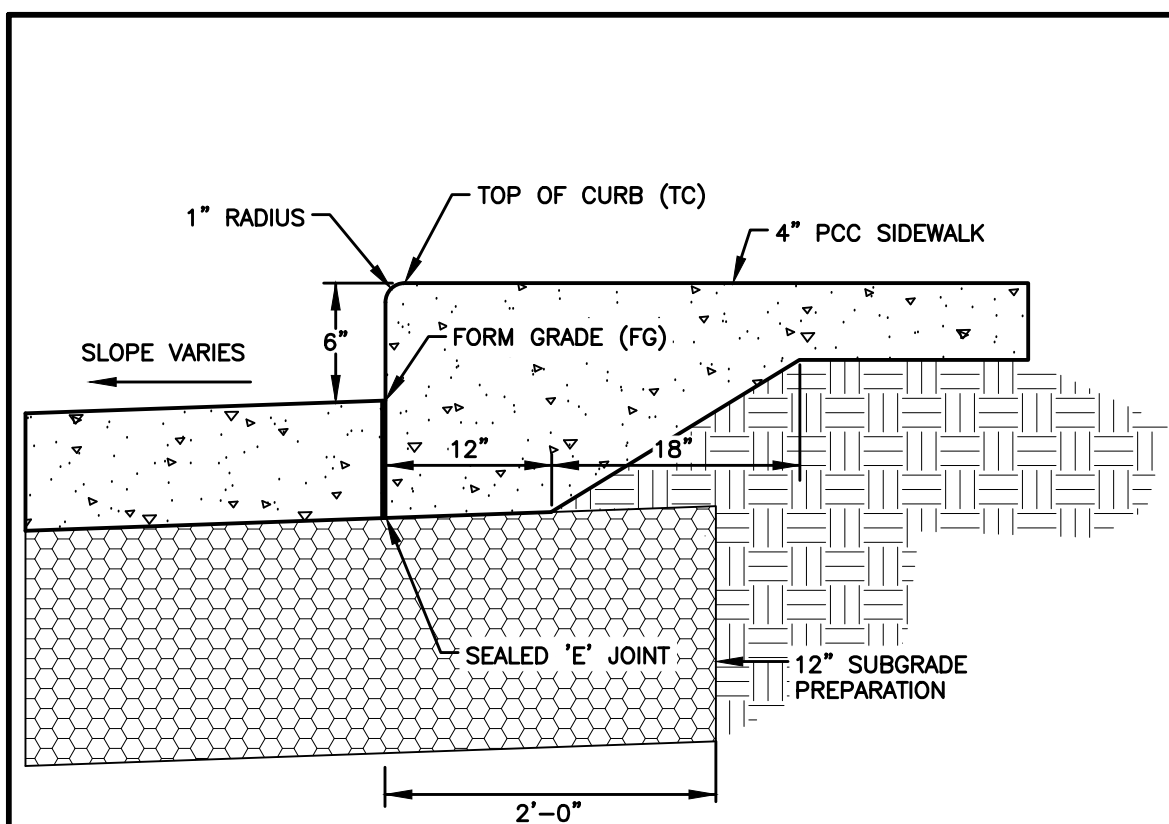 TOP OF CURB (TC)
1" RADIUS
4" PCC SIDEWALK
6"
FORM GRADE (FG)
SLOPE VARIES
12"
18"
SEALED 'E' JOINT
12" SUBGRADE
PREPARATION
2'-0"